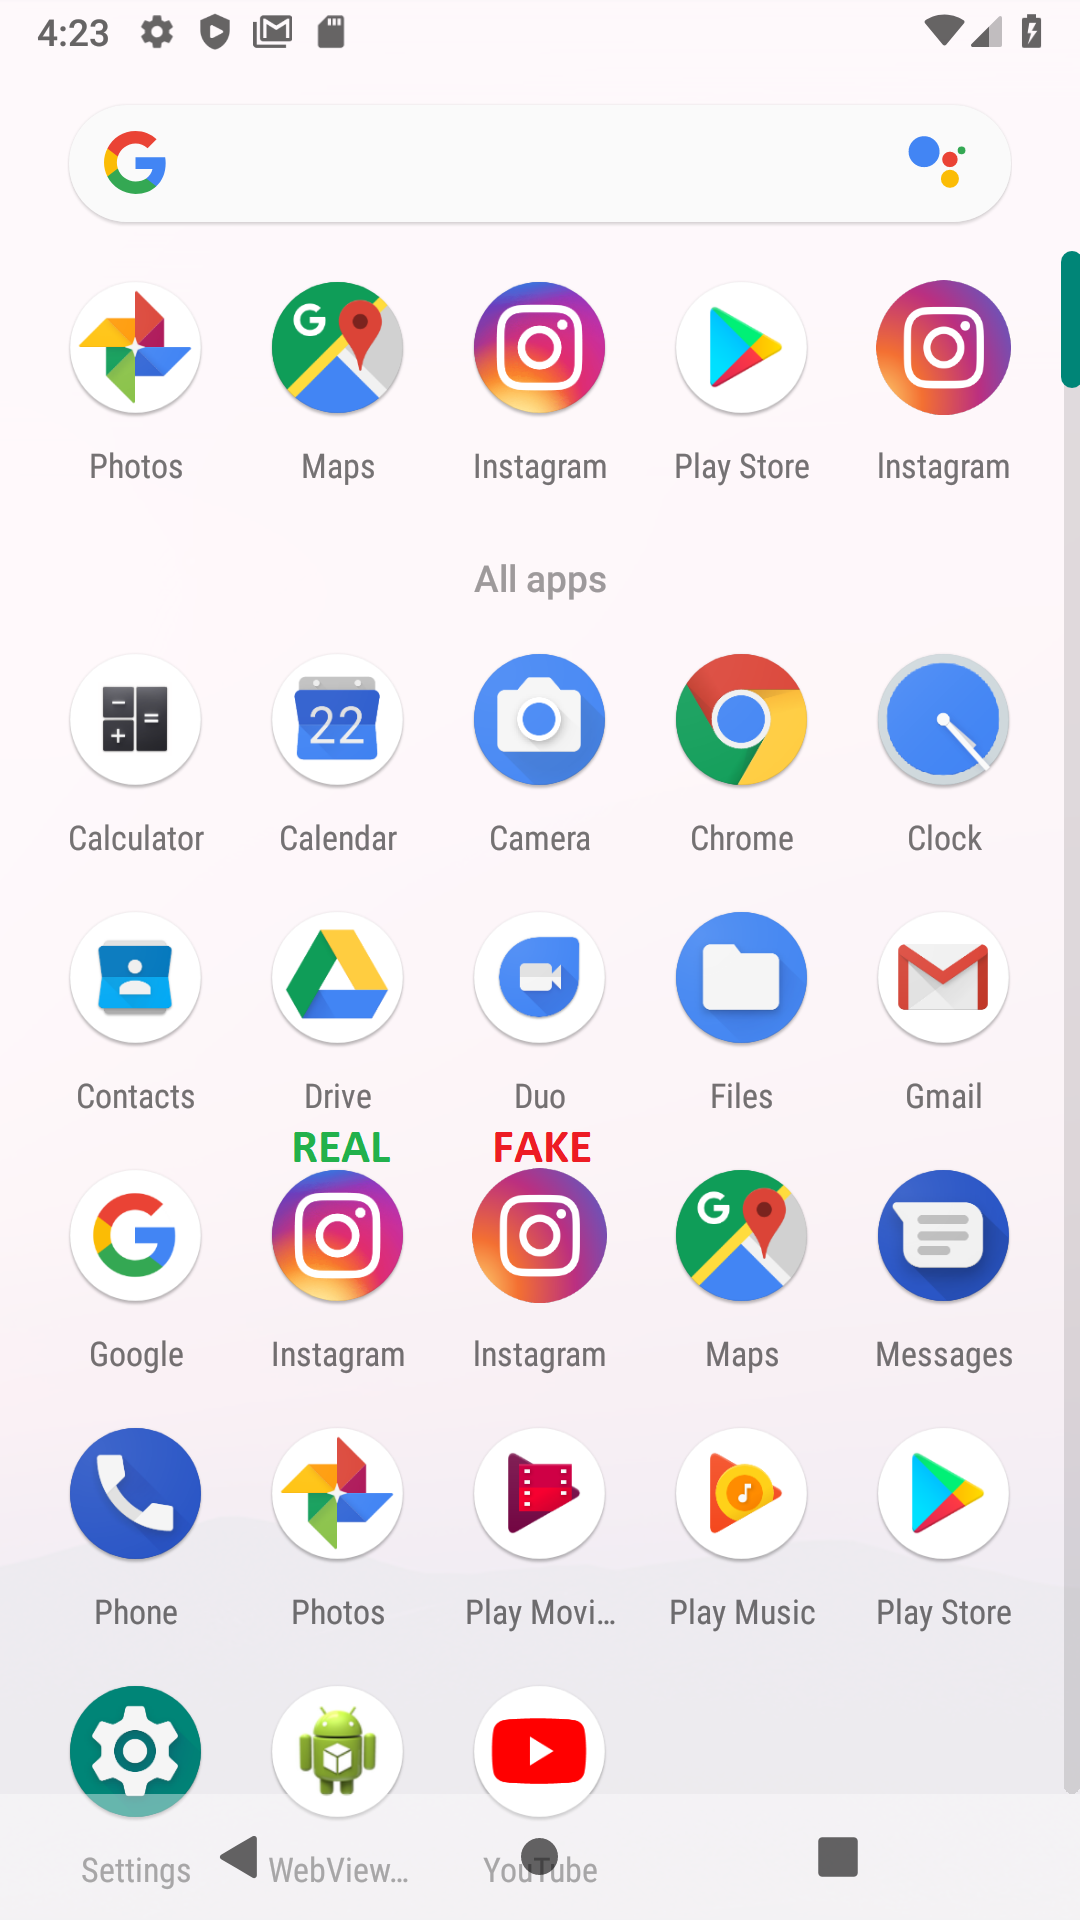 4:23
G
Photos Maps Instagram Play Store Instagram
All apps
22
Calculator Calendar Camera Chrome Clock
Contacts Drive Duo Files Gmail
REAL FAKE
Google Instagram Instagram Maps Messages
Phone Photos Play Movi... Play Music Play Store
Settings WebView... YouTube